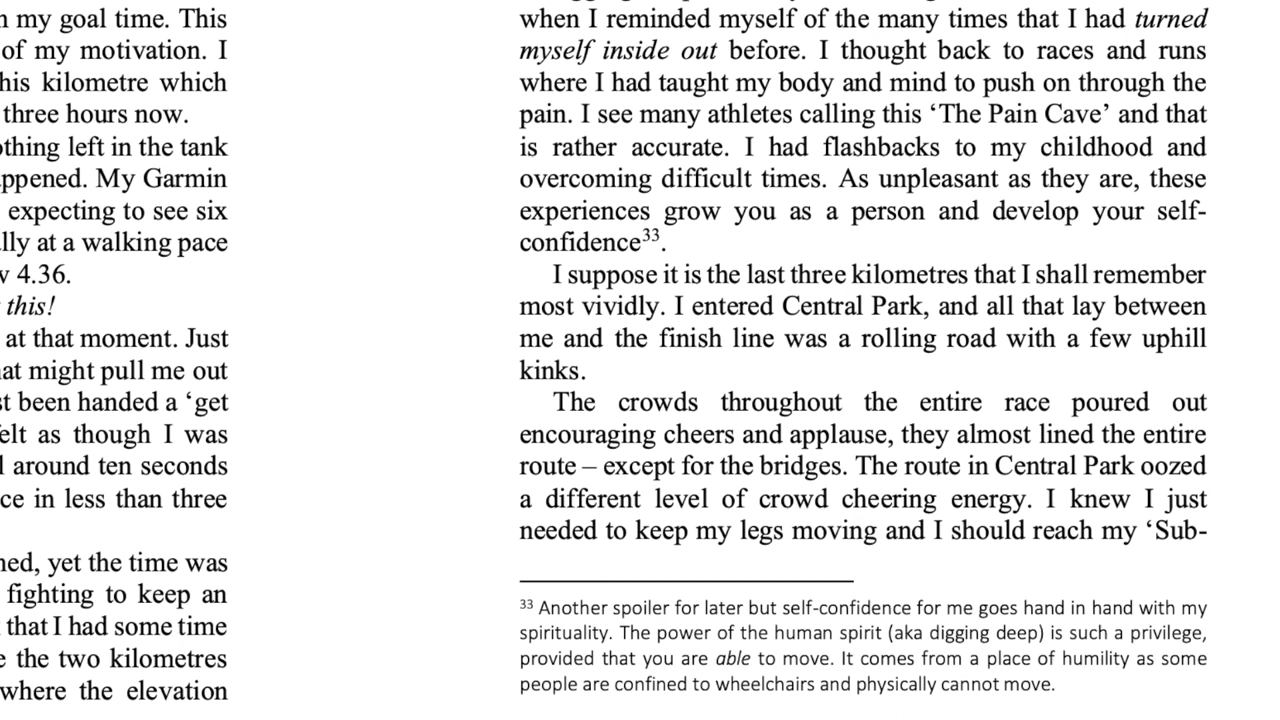 my goal time. This
of my motivation. I
his kilometre which
three hours now.
othing left in the tank
appened. My Garmin
expecting to see six
ally at a walking pace
4.36.
this!
at that moment. Just
hat might pull me out
st been handed a ‘get
felt as though I was
around ten seconds
ce in less than three
ned, yet the time was
fighting to keep an
that I had some time
the two kilometres
where the elevation
when I reminded myself of the many times that I had turned
myself inside out before. I thought back to races and runs
where I had taught my body and mind to push on through the
pain. I see many athletes calling this ‘The Pain Cave’ and that
is rather accurate. I had flashbacks to my childhood and
overcoming difficult times. As unpleasant as they are, these
experiences grow you as a person and develop your self-
confidence33.
I suppose it is the last three kilometres that I shall remember
most vividly. I entered Central Park, and all that lay between
me and the finish line was a rolling road with a few uphill
kinks.
The crowds throughout the entire race poured out
encouraging cheers and applause, they almost lined the entire
route – except for the bridges. The route in Central Park oozed
a different level of crowd cheering energy. I knew I just
needed to keep my legs moving and I should reach my ‘Sub-
33 Another spoiler for later but self-confidence for me goes hand in hand with my
spirituality. The power of the human spirit (aka digging deep) is such a privilege,
provided that you are able to move. It comes from a place of humility as some
people are confined to wheelchairs and physically cannot move.